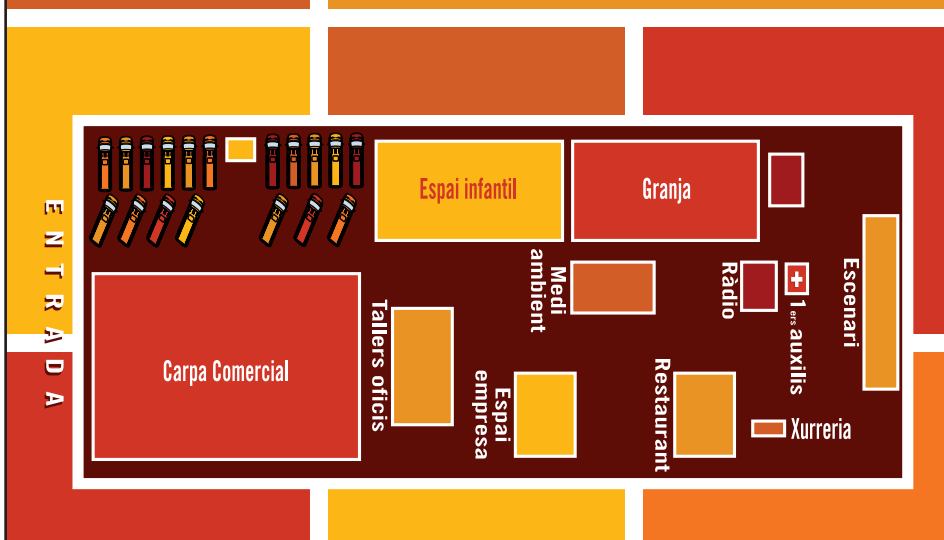 ENTRADA
Espai infantil
Granja
Medi
ambient
Ràdio
1ers auxilis
Escenari
Carpa Comercial
Tallers oficis
Espai
empresa
Restaurant
Xurreria